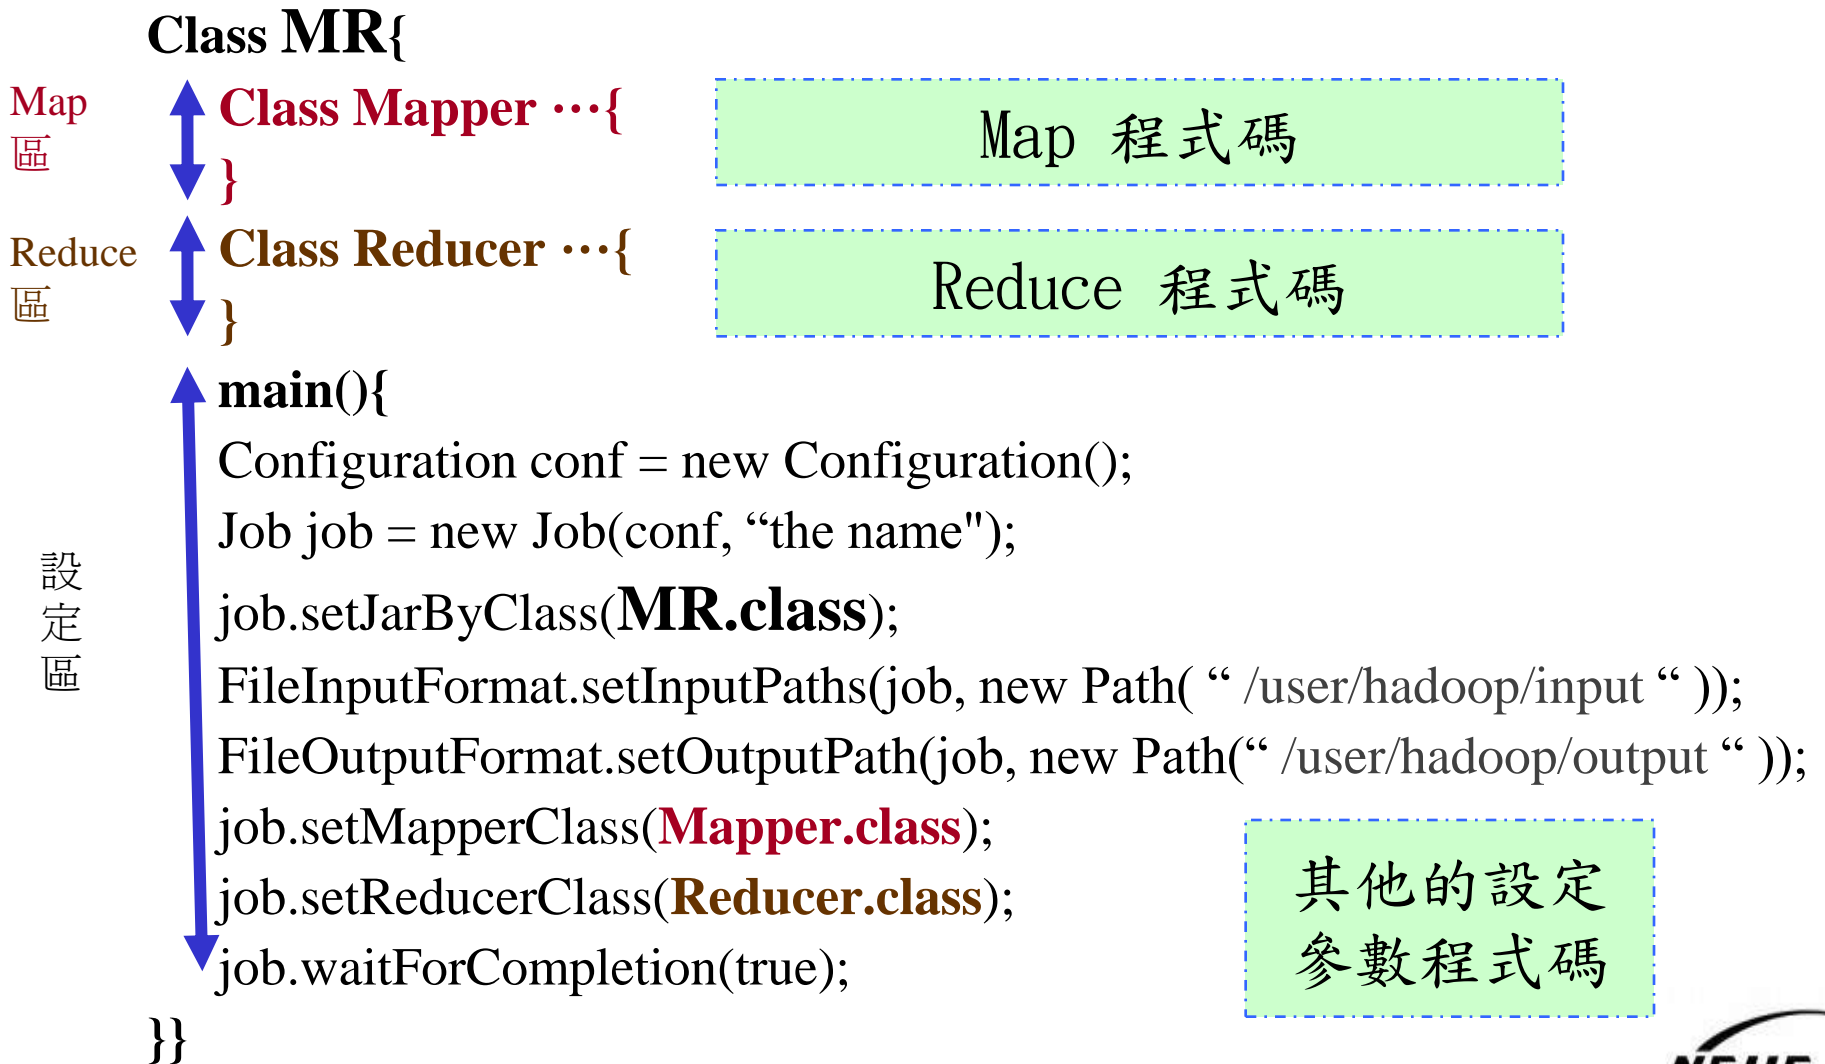 Class MR{
Map
區
Class Mapper …{
}
Map 程式碼
Reduce
區
Class Reducer …{
}
Reduce 程式碼
設
定
區
main(){
Configuration conf = new Configuration();
Job job = new Job(conf, “the name");
job.setJarByClass(MR.class);
FileInputFormat.setInputPaths(job, new Path( “ /user/hadoop/input “ ));
FileOutputFormat.setOutputPath(job, new Path(“ /user/hadoop/output “ ));
job.setMapperClass(Mapper.class);
job.setReducerClass(Reducer.class);
job.waitForCompletion(true);
其他的設定
參數程式碼
}}